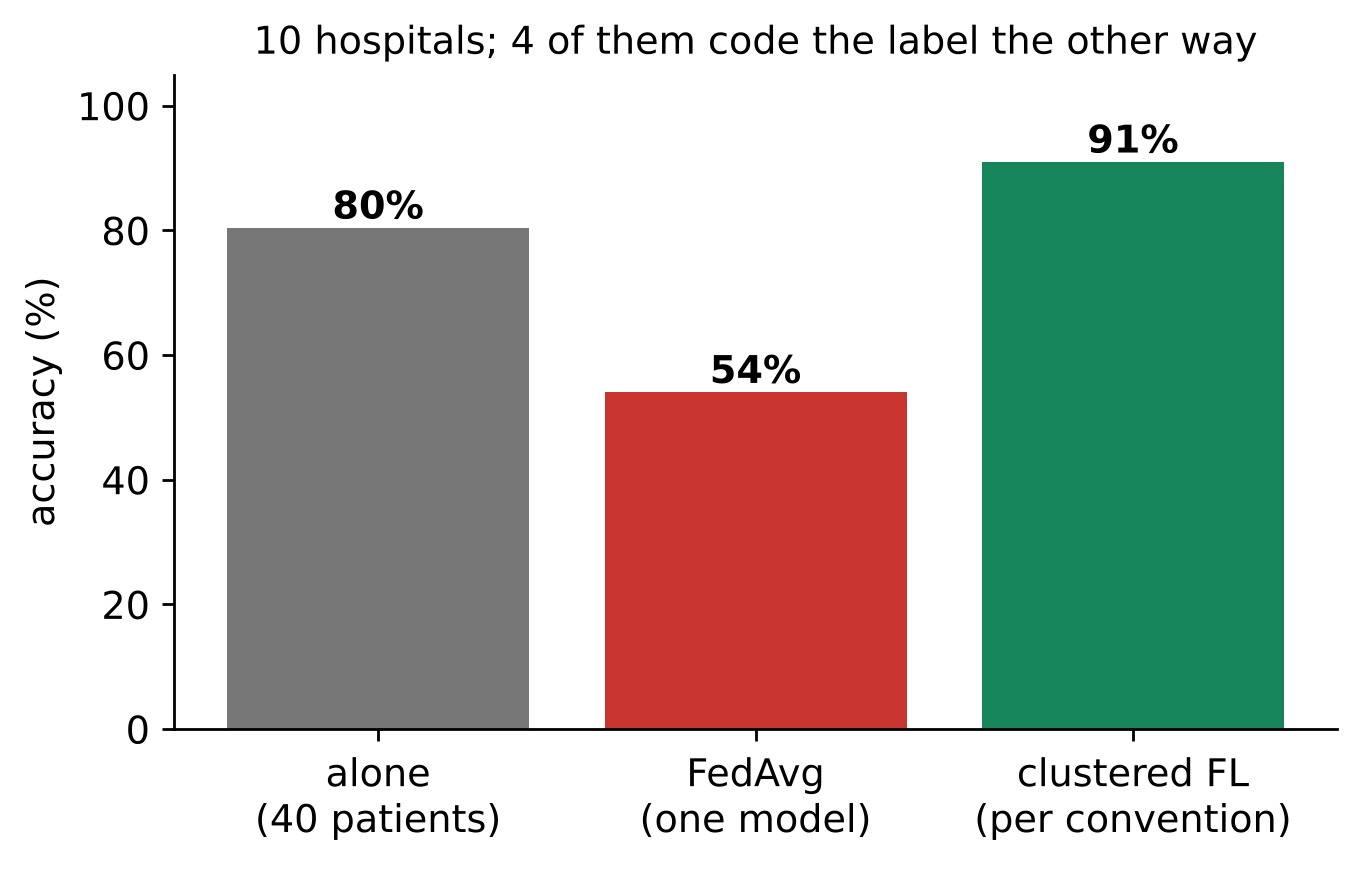 10 hospitals; 4 of them code the label the other way
accuracy (%)
100
80
60
40
20
0
80%
54%
91%
alone
(40 patients)
FedAvg
(one model)
clustered FL
(per convention)